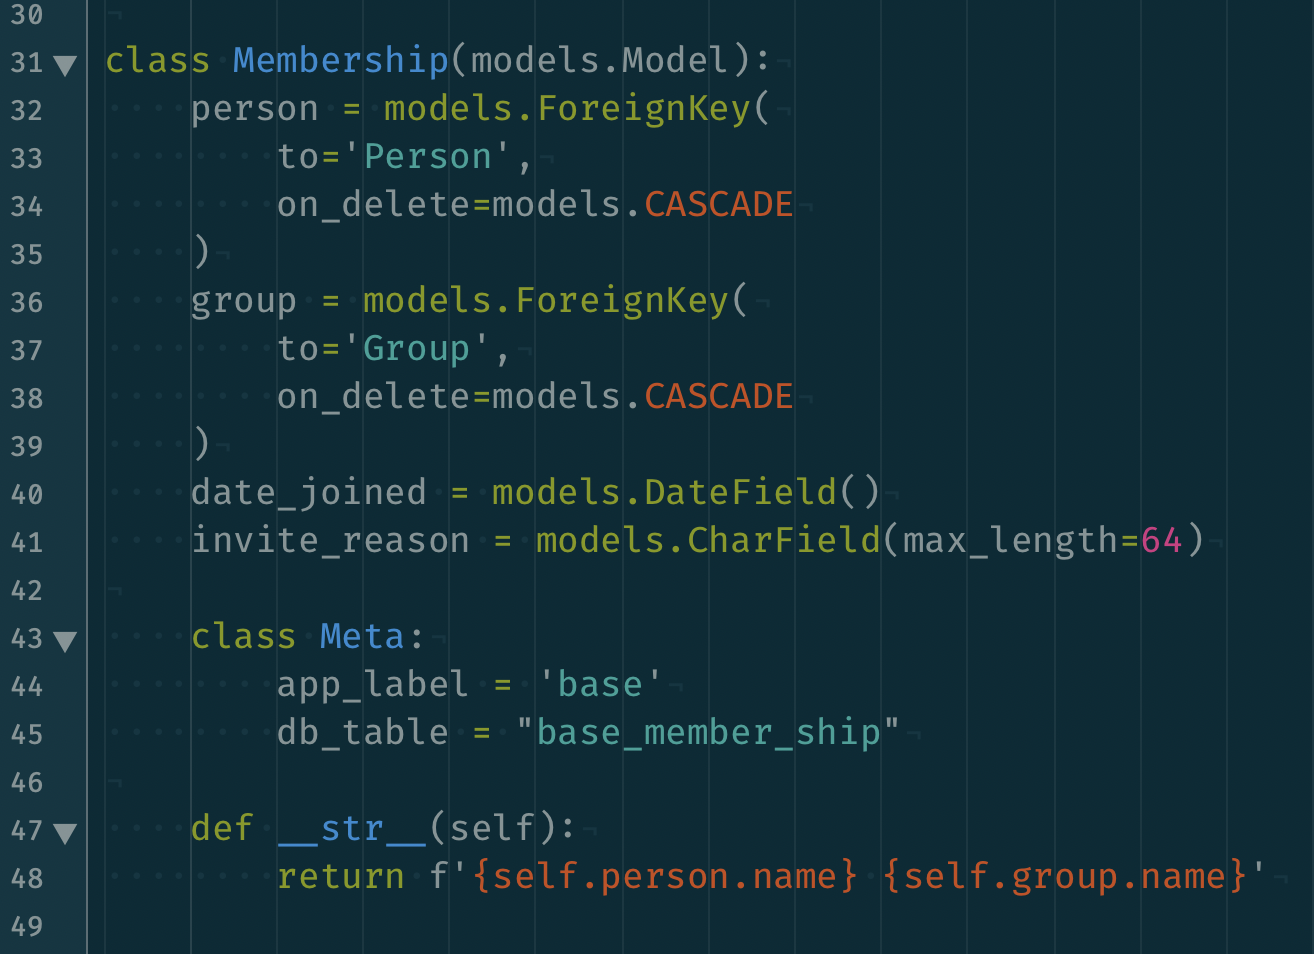 30
31 class Membership(models.Model):
32     person = models.ForeignKey(
33         to='Person',
34         on_delete=models.CASCADE
35     )
36     group = models.ForeignKey(
37         to='Group',
38         on_delete=models.CASCADE
39     )
40     date_joined = models.DateField()
41     invite_reason = models.CharField(max_length=64)
42
43     class Meta:
44         app_label = 'base'
45         db_table = "base_member_ship"
46
47     def __str__(self):
48         return f'{self.person.name} {self.group.name}'
49